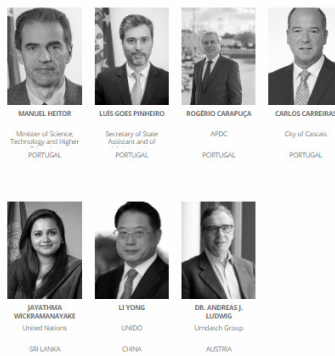 MANUEL HEITOR
Minister of Science,
Technology and Higher
PORTUGAL
LUÍS GOES PINHEIRO
Secretary of State
Assistant and of
PORTUGAL
ROGÉRIO CARAPUÇA
APDC
PORTUGAL
CARLOS CARREIRAS
City of Cascais
PORTUGAL
JAYATHMA
WICKRAMANAYAKE
United Nations
SRI LANKA
LI YONG
UNIDO
CHINA
DR. ANDREAS J.
LUDWIG
Umdasch Group
AUSTRIA